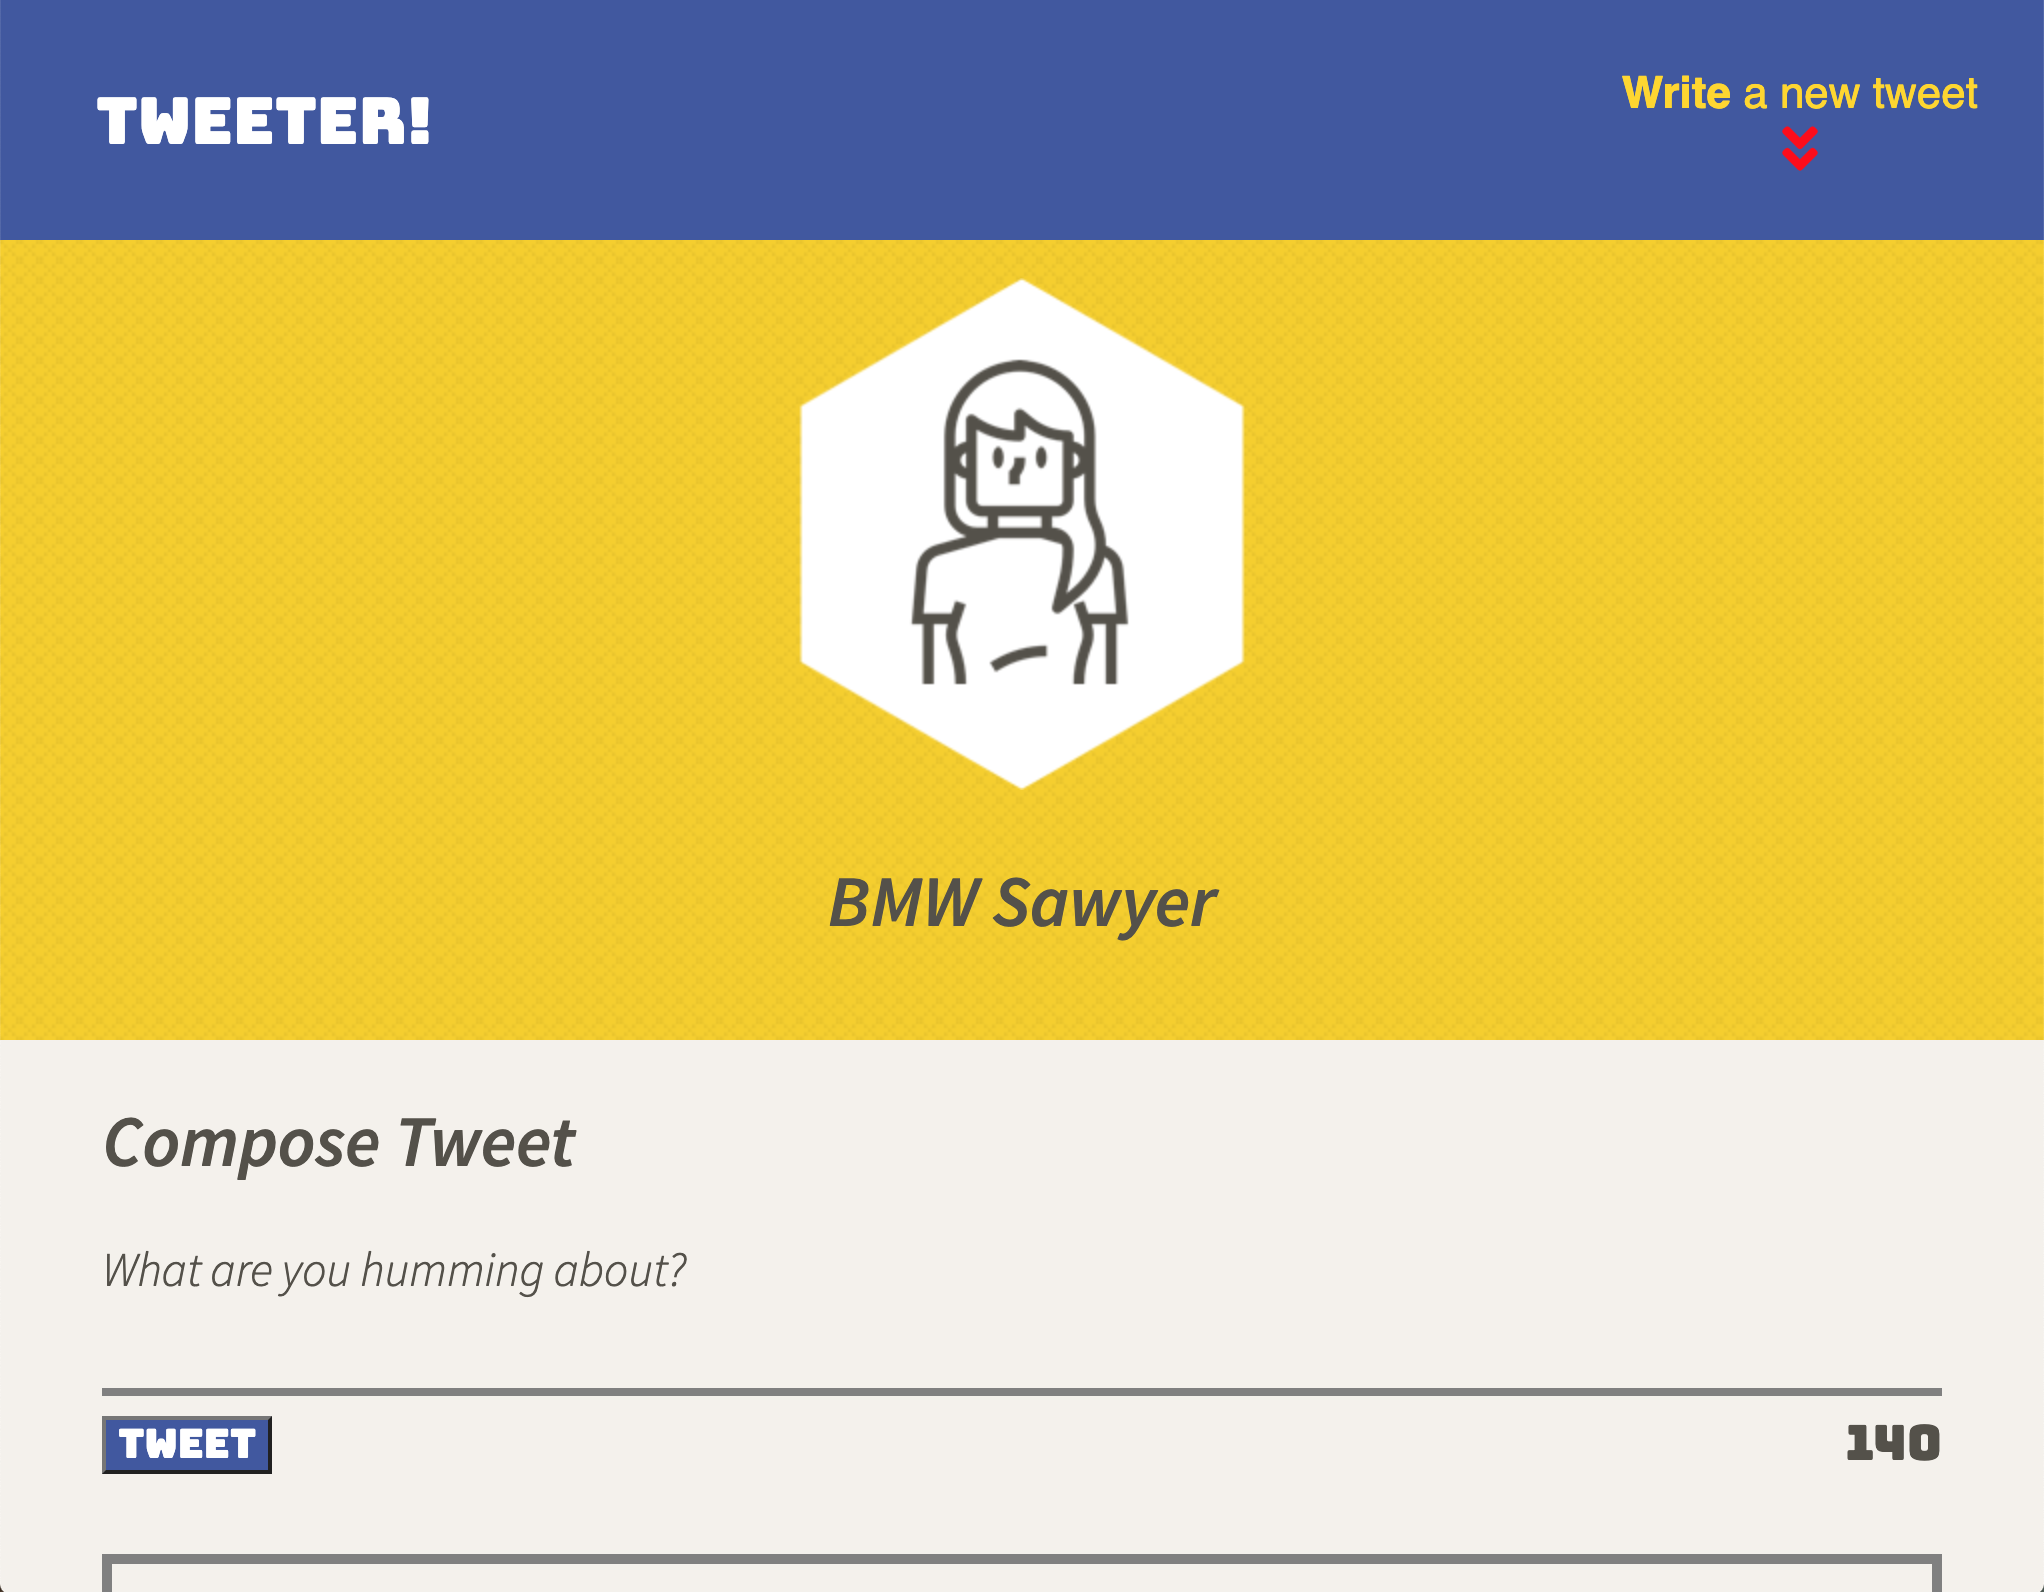 TWEETER!
Write a new tweet
BMW Sawyer
Compose Tweet
What are you humming about?
TWEET
140